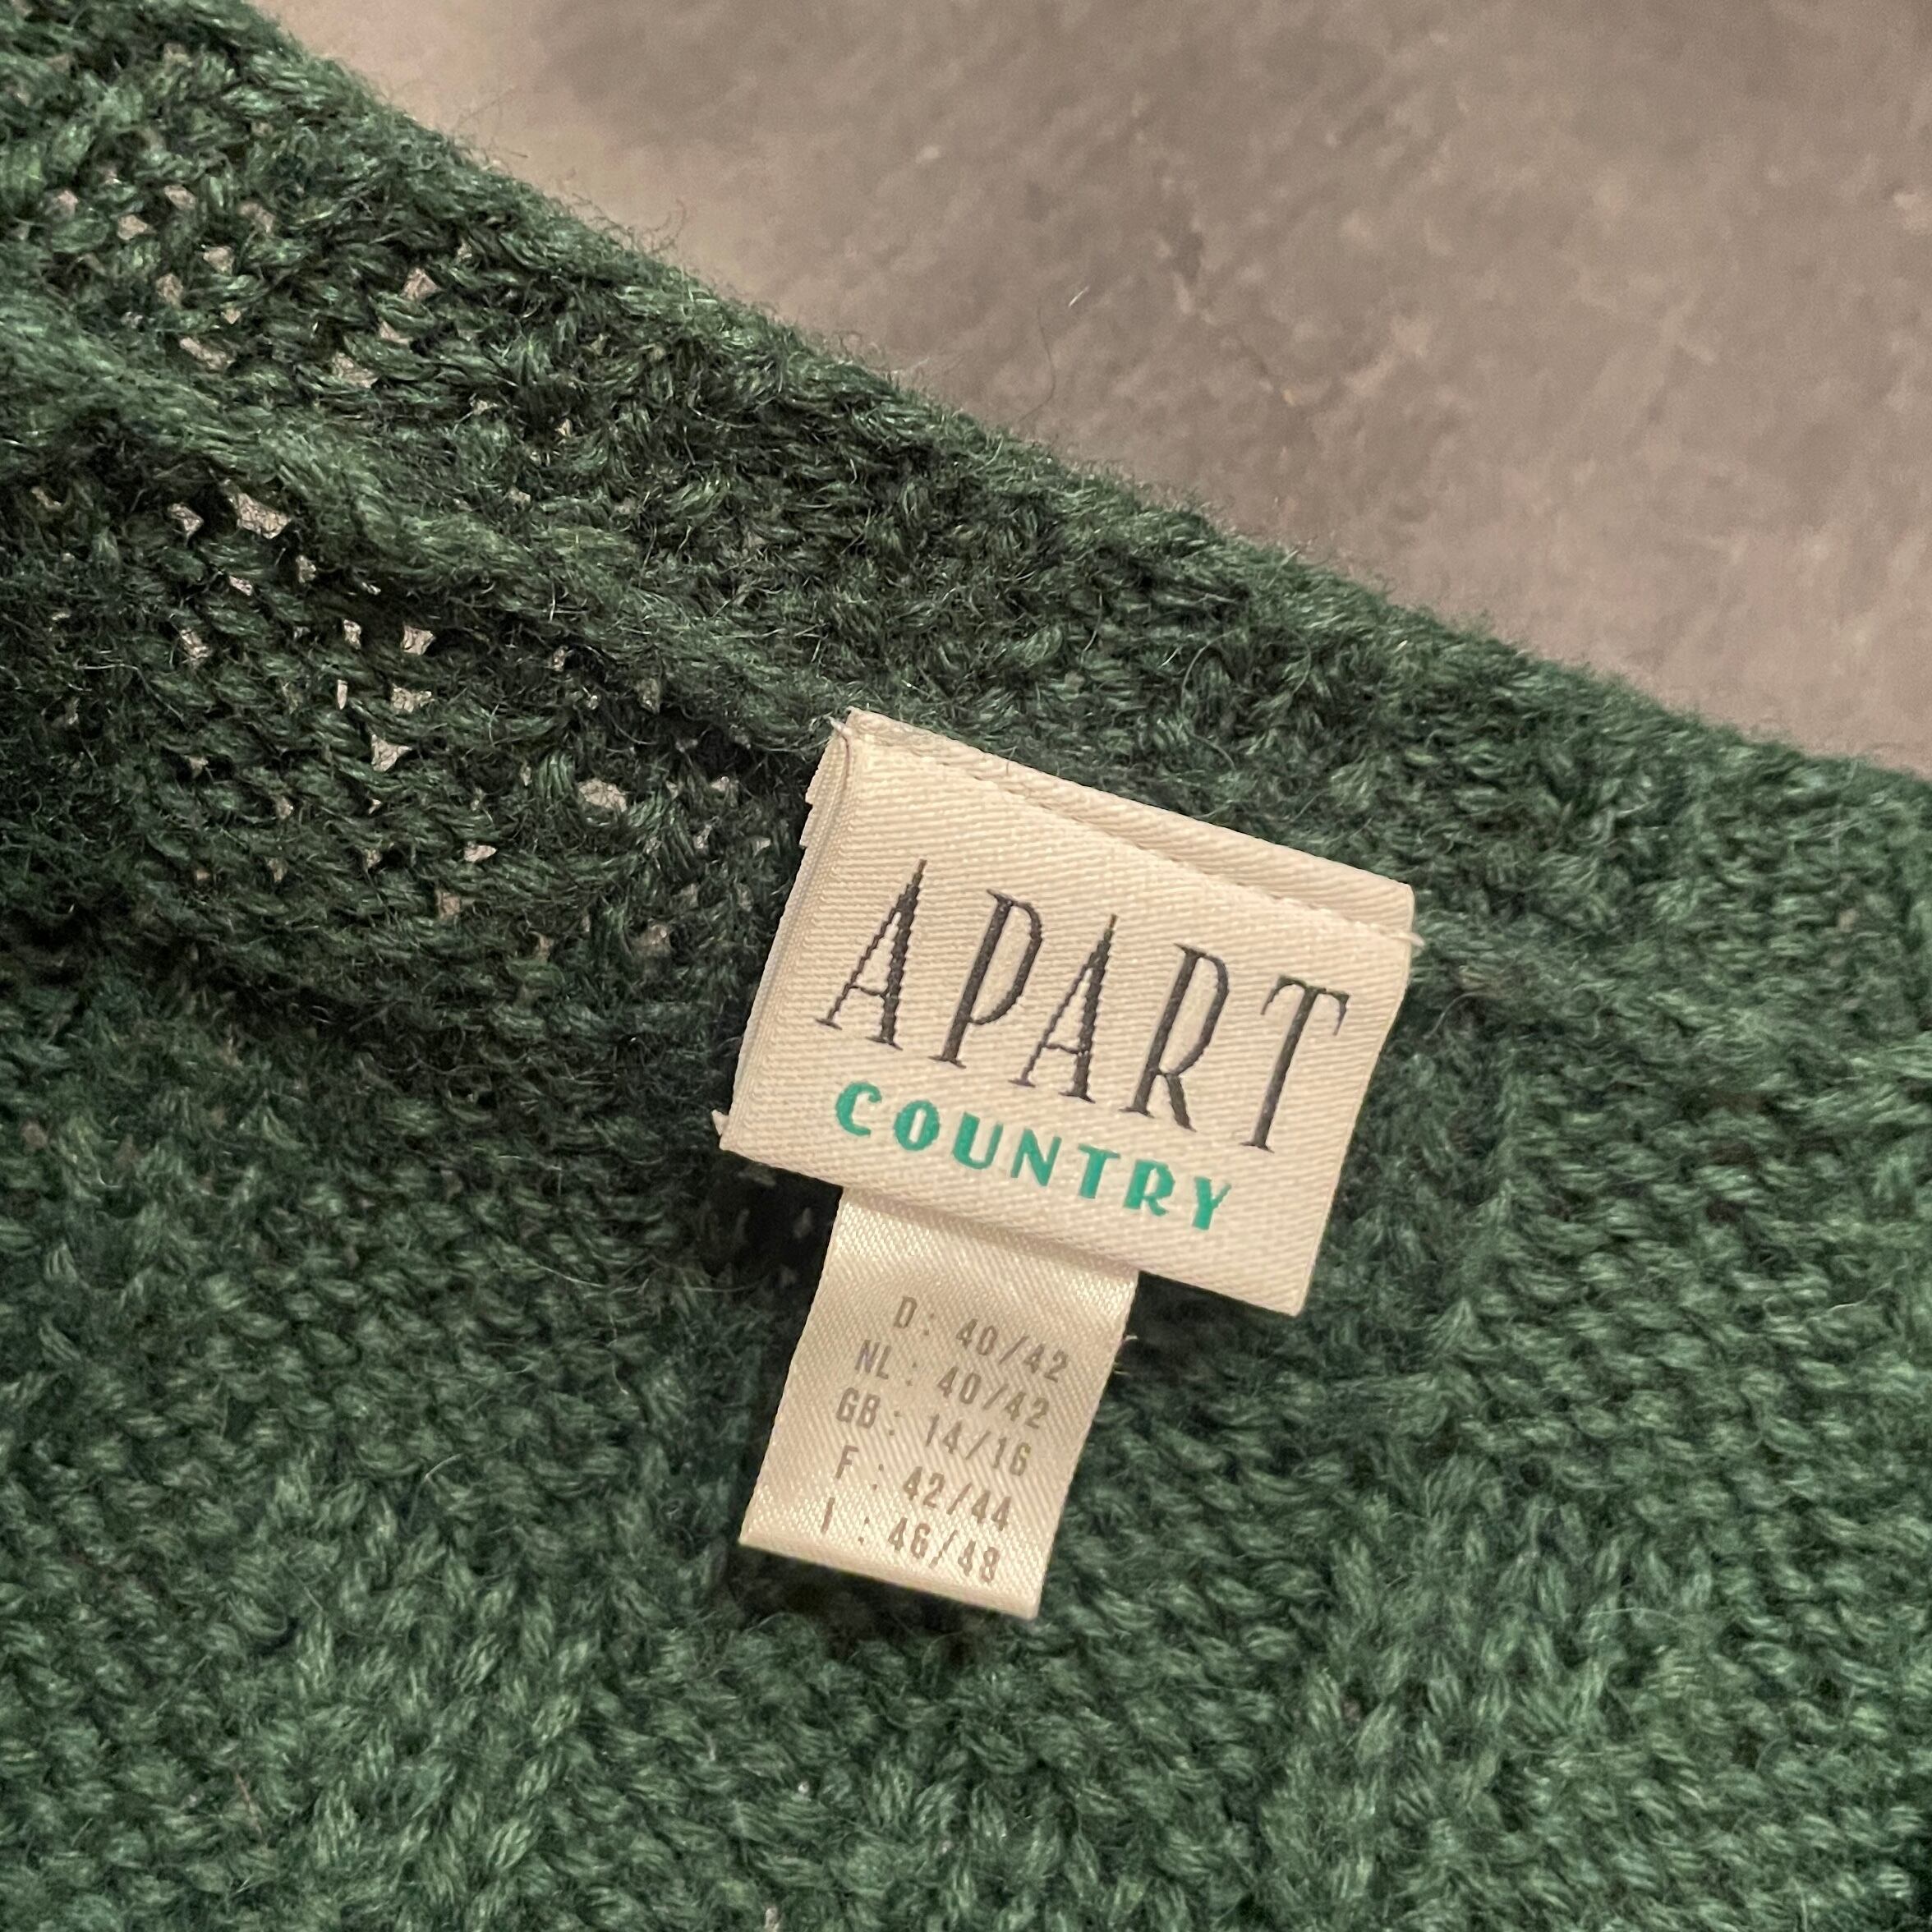 APART
COUNTRY
D: 40/42
NL: 40/42
GB: 14/16
F: 42/44
I: 46/48